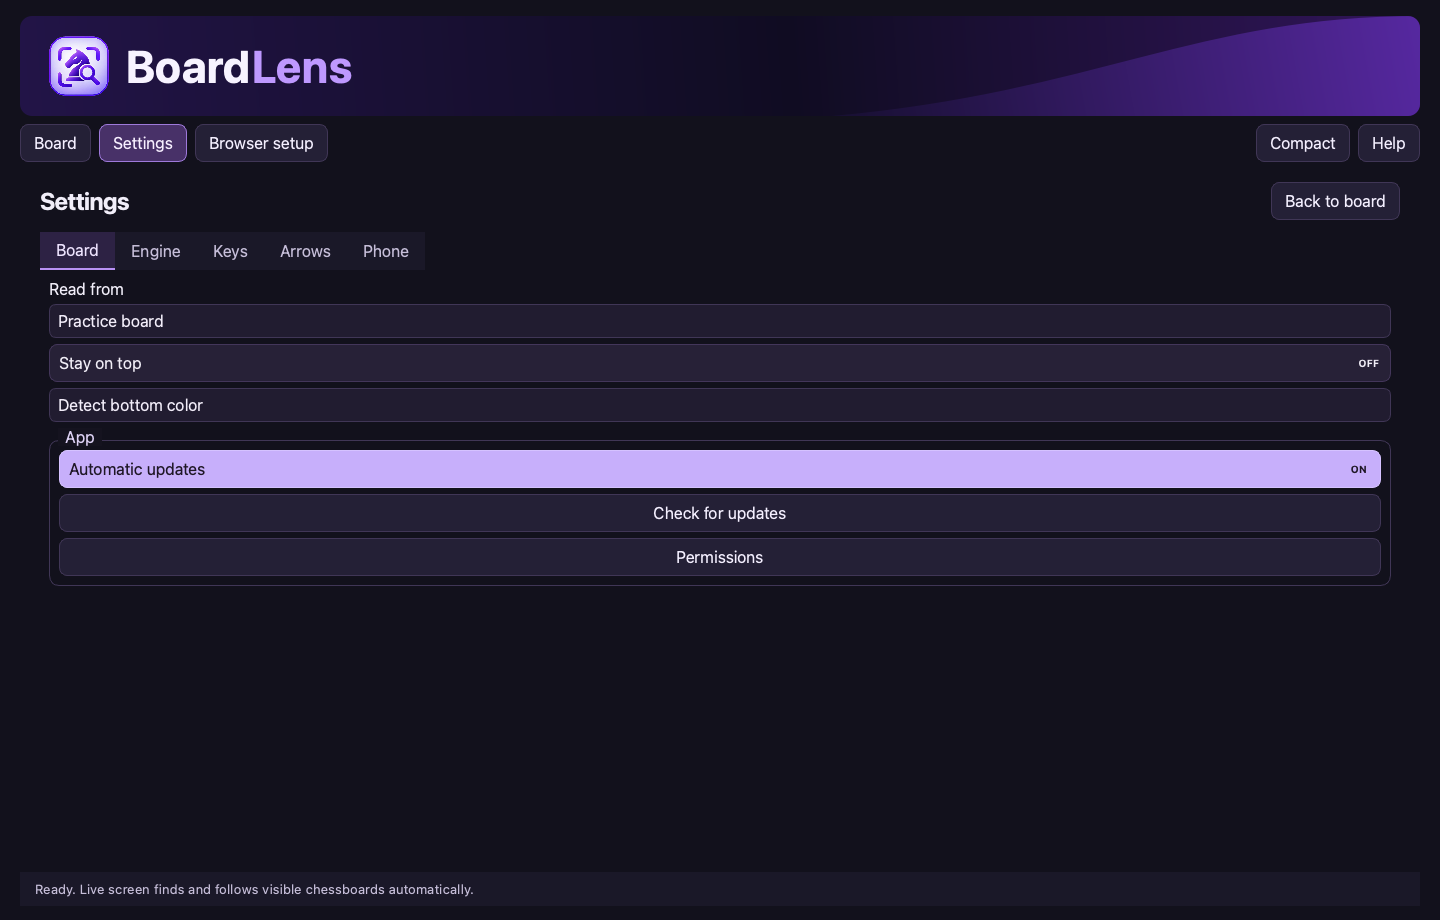 BoardLens
Board Settings Browser setup Compact Help
Settings Back to board
Board Engine Keys Arrows Phone
Read from
Practice board
Stay on top OFF
Detect bottom color
App
Automatic updates ON
Check for updates
Permissions
Ready. Live screen finds and follows visible chessboards automatically.